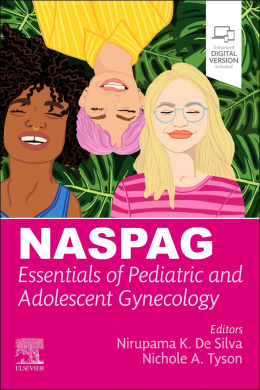 Enhanced
DIGITAL
VERSION
Included
NASPAG
Essentials of Pediatric and
Adolescent Gynecology
Editors
Nirupama K. De Silva
Nichole A. Tyson
ELSEVIER